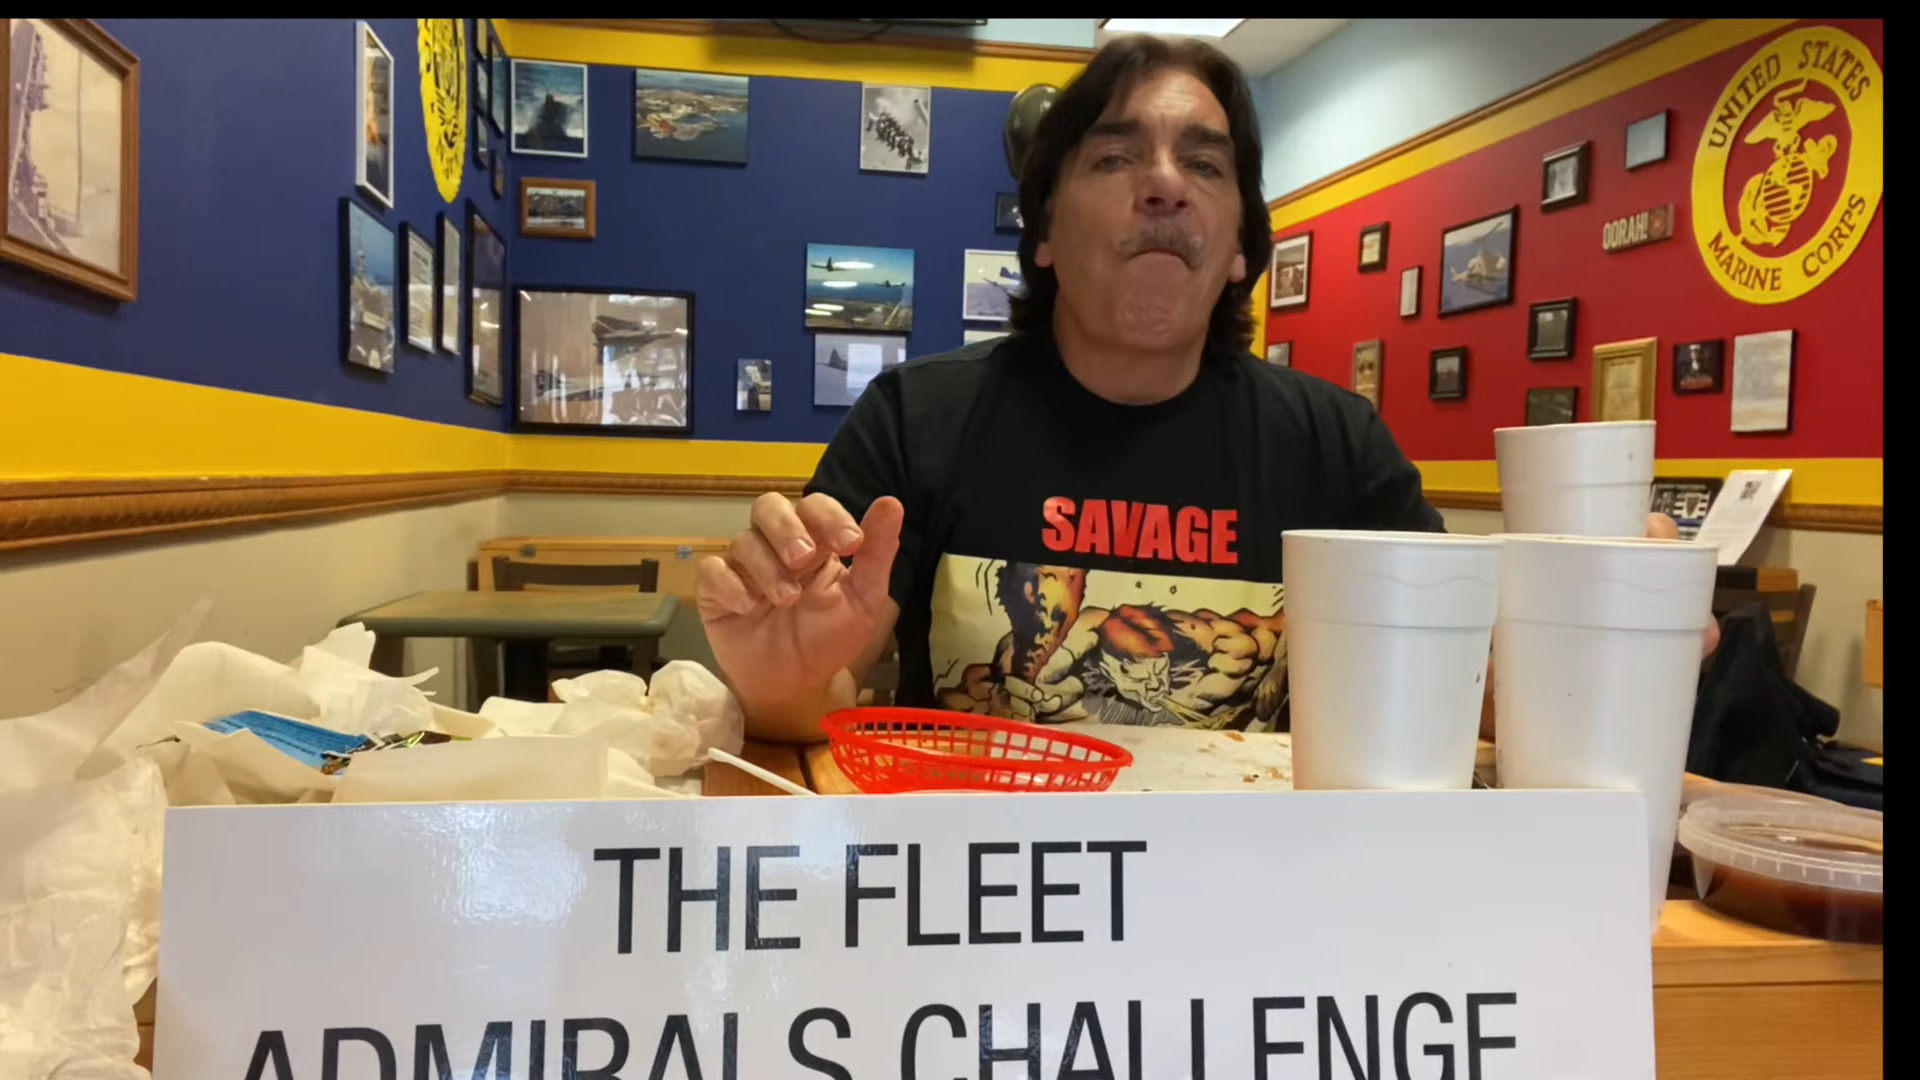 UNITED STATES
MARINE CORPS
OORAH!
SAVAGE
THE FLEET
ADMIRALS CHALLENGE